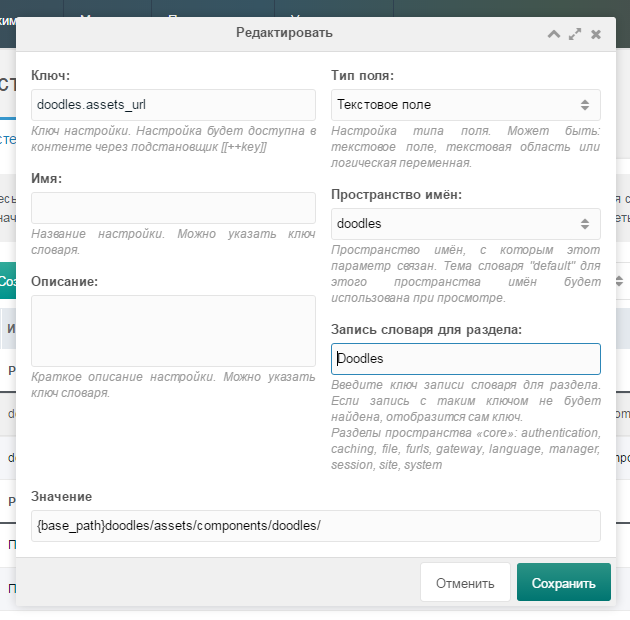 Редактировать
Ключ:
doodles.assets_url
Ключ настройки. Настройка будет доступна в
контенте через подстановщик [[++key]]
Имя:
Название настройки. Можно указать ключ
словаря.
Описание:
Краткое описание настройки. Можно указать
ключ словаря.
Тип поля:
Текстовое поле
Настройка типа поля. Может быть:
текстовое поле, текстовая область или
логическая переменная.
Пространство имён:
doodles
Пространство имён, с которым этот
параметр связан. Тема словаря "default" для
этого пространства имён будет
использована при просмотре.
Запись словаря для раздела:
Doodles
Введите ключ записи словаря для раздела.
Если запись с таким ключом не будет
найдена, отобразится сам ключ.
Разделы пространства «core»: authentication,
caching, file, furls, gateway, language, manager,
session, site, system
Значение
{base_path}doodles/assets/components/doodles/
Отменить
Сохранить